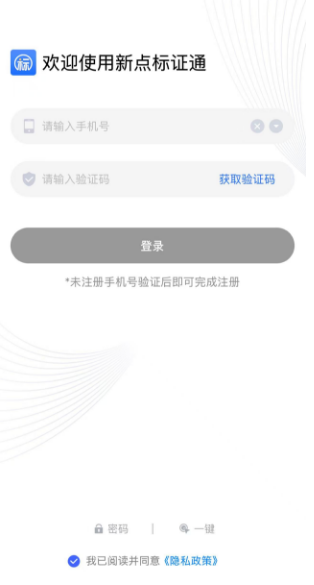 标
欢迎使用新点标证通
请输入手机号
请输入验证码 获取验证码
登录
*未注册手机号验证后即可完成注册
密码 | 一键
我已阅读并同意《隐私政策》